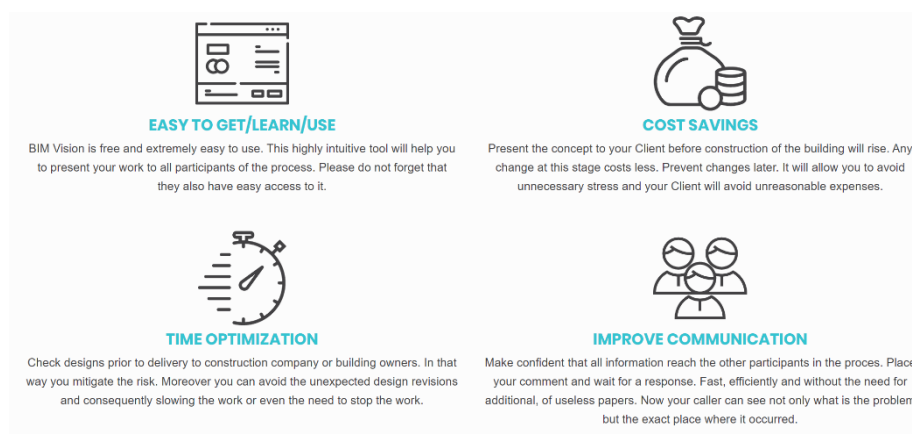 EASY TO GET/LEARN/USE
BIM Vision is free and extremely easy to use. This highly intuitive tool will help you
to present your work to all participants of the process. Please do not forget that
they also have easy access to it.
COST SAVINGS
Present the concept to your Client before construction of the building will rise. Any
change at this stage costs less. Prevent changes later. It will allow you to avoid
unnecessary stress and your Client will avoid unreasonable expenses.
TIME OPTIMIZATION
Check designs prior to delivery to construction company or building owners. In that
way you mitigate the risk. Moreover you can avoid the unexpected design revisions
and consequently slowing the work or even the need to stop the work.
IMPROVE COMMUNICATION
Make confident that all information reach the other participants in the proces. Place
your comment and wait for a response. Fast, efficiently and without the need for
additional, of useless papers. Now your caller can see not only what is the problem
but the exact place where it occurred.